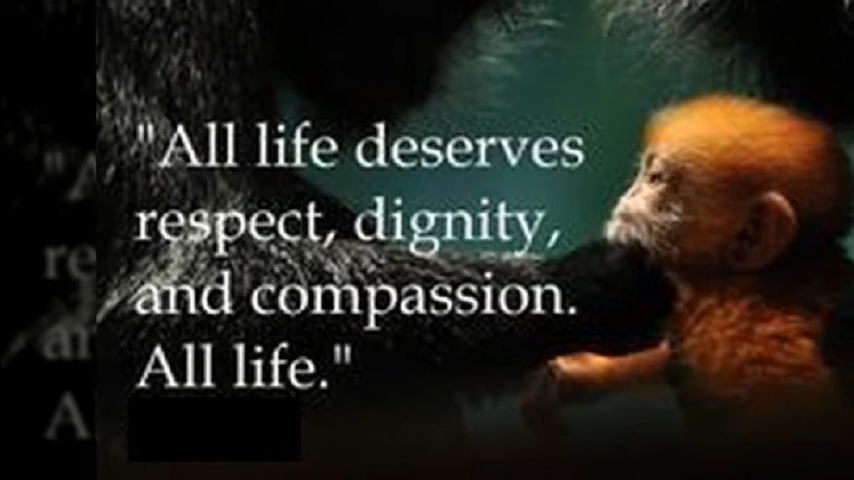 "All life deserves
respect, dignity,
and compassion.
All life."